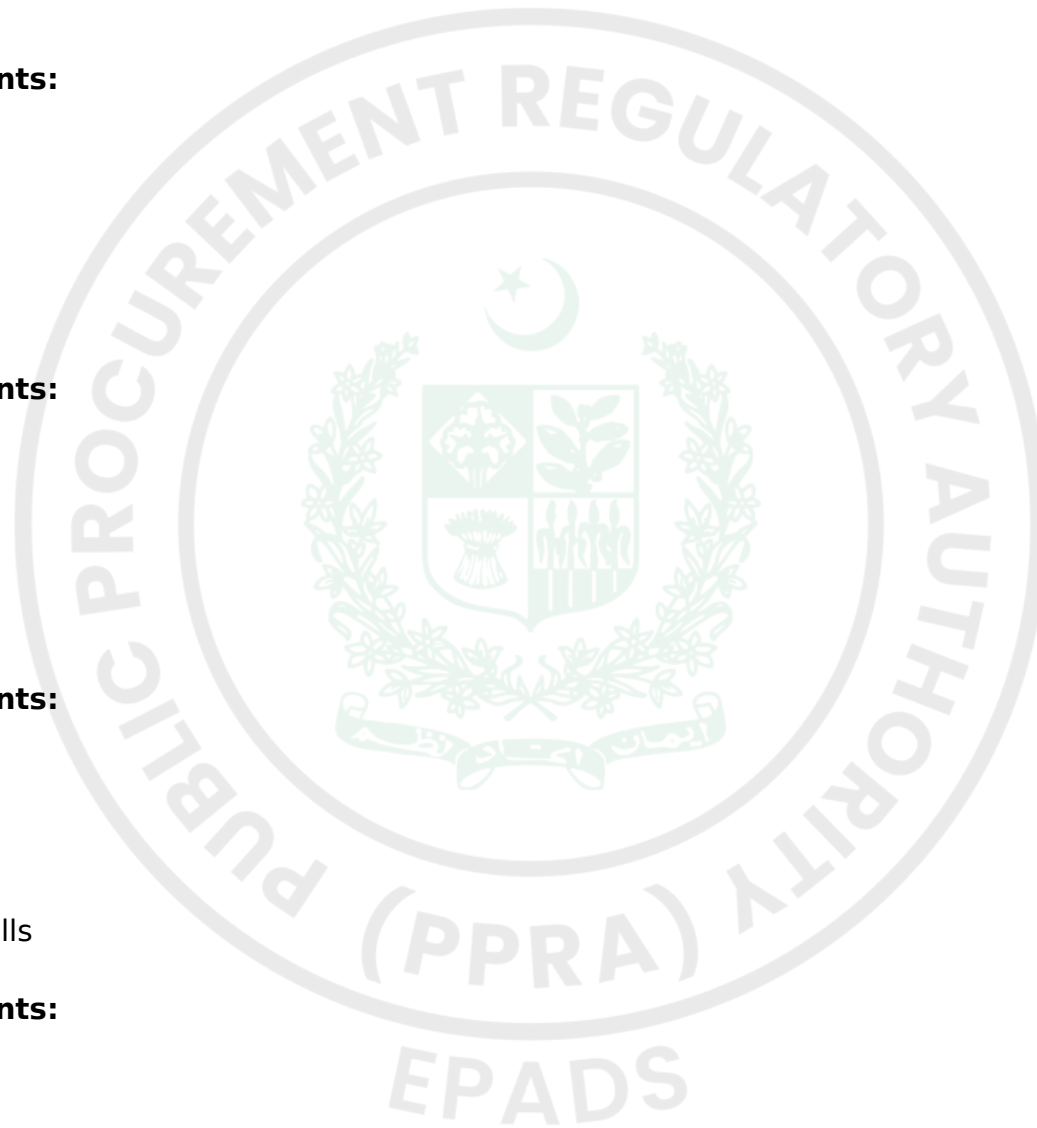 nts:
nts:
nts:
lls
nts:
PUBLIC PROCUREMENT REGULATORY AUTHORITY
(PPRA)
EPADS